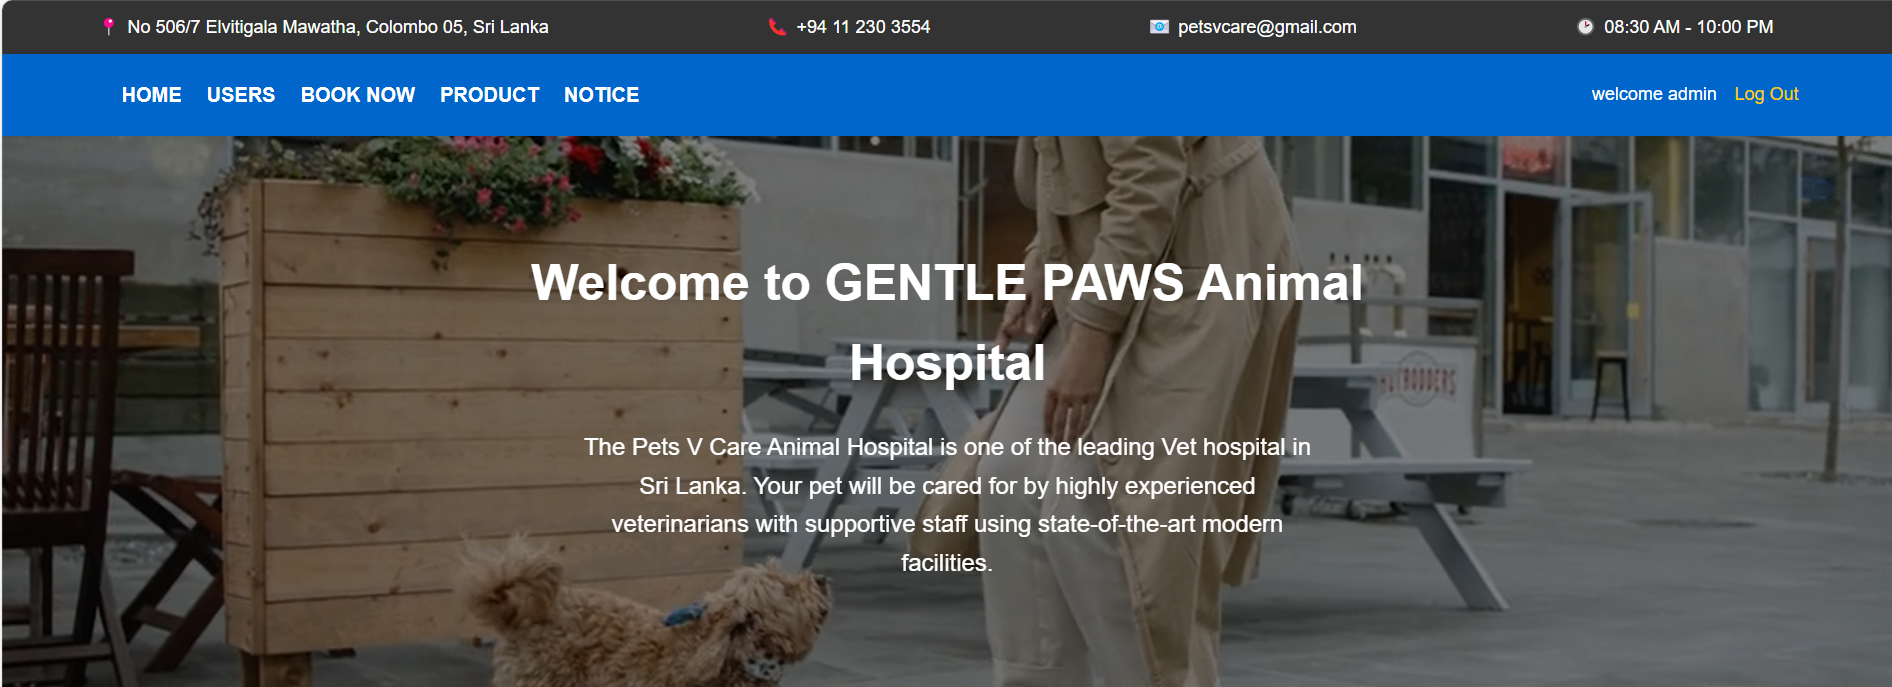 No 506/7 Elvitigala Mawatha, Colombo 05, Sri Lanka
+94 11 230 3554
petsvcare@gmail.com
08:30 AM - 10:00 PM
HOME USERS BOOK NOW PRODUCT NOTICE
welcome admin Log Out
Welcome to GENTLE PAWS Animal
Hospital
The Pets V Care Animal Hospital is one of the leading Vet hospital in
Sri Lanka. Your pet will be cared for by highly experienced
veterinarians with supportive staff using state-of-the-art modern
facilities.